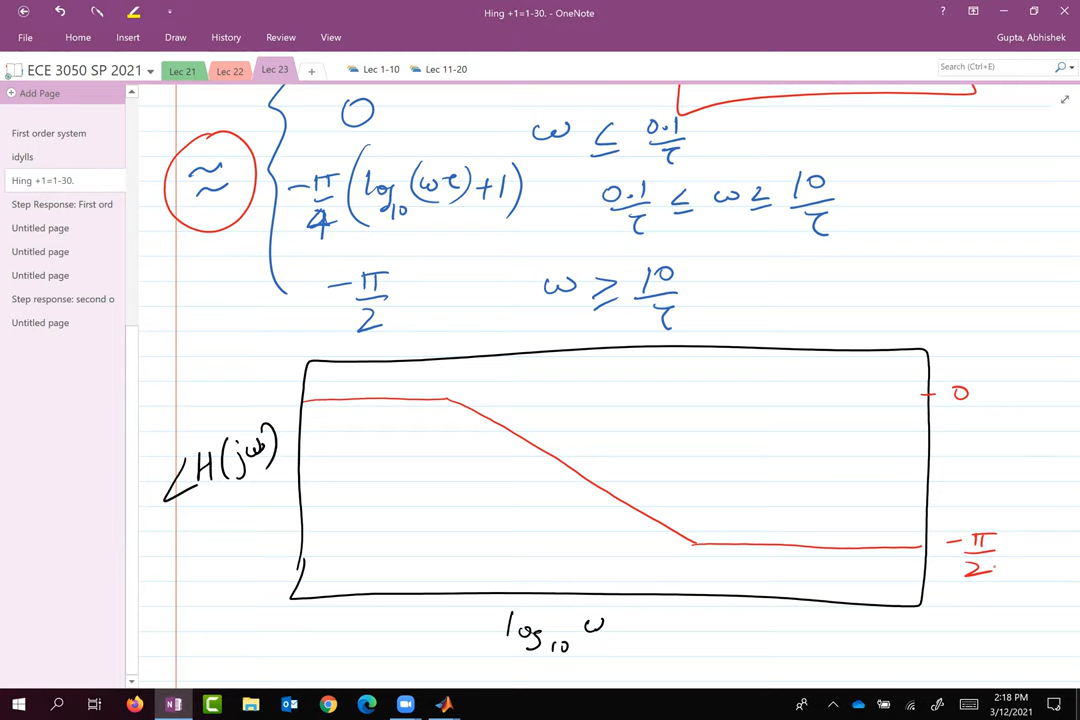 Hing +1=1-30. - OneNote
?
File Home Insert Draw History Review View
Gupta, Abhishek
ECE 3050 SP 2021
Lec 21
Lec 22
Lec 23
+
Lec 1-10
Lec 11-20
Search (Ctrl+E)
Add Page
First order system
idylls
Hing +1=1-30.
Step Response: First ord
Untitled page
Untitled page
Untitled page
Step response: second o
Untitled page
≈ { 0 ω ≤ 0.1/τ
-π/4 (log₁₀(ωτ)+1) 0.1/τ ≤ ω ≤ 10/τ
-π/2 ω ≥ 10/τ
0
∠H(jω)
-π/2
log₁₀ ω
2:18 PM
3/12/2021